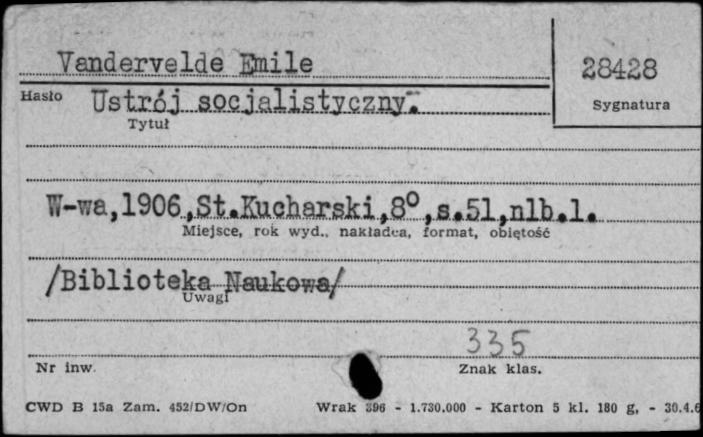 Vandervelde Emile
28428
Hasło
Sygnatura
Ustrój socjalistyczny.
Tytuł
W-wa,1906,St.Kucharski,8°,s.51,nlb.1.
Miejsce, rok wyd., nakładca, format, objętość
/Biblioteka Naukowa/
Uwagi
335
Nr inw.
Znak klas.
CWD B 15a Zam. 452/DW/On Wrak 396 - 1.730.000 - Karton 5 kl. 180 g, - 30.4.6